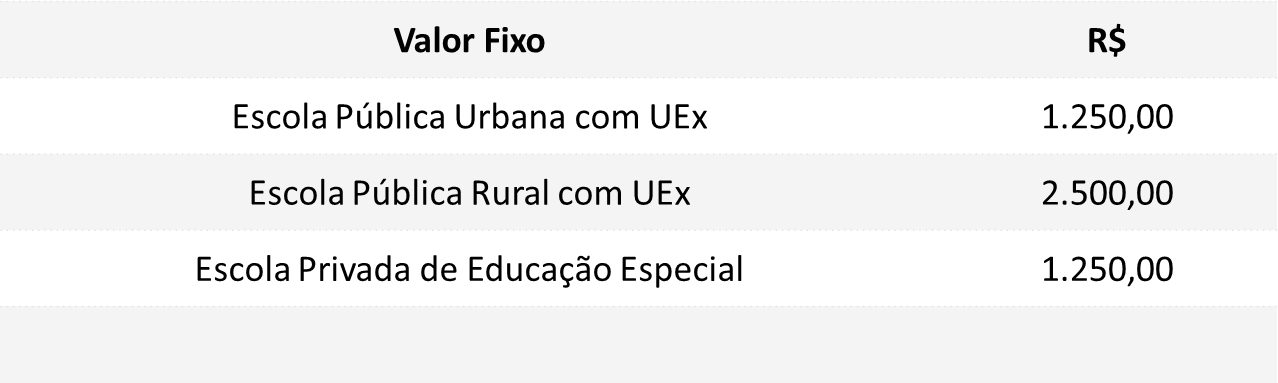 Valor Fixo R$
Escola Pública Urbana com UEx 1.250,00
Escola Pública Rural com UEx 2.500,00
Escola Privada de Educação Especial 1.250,00